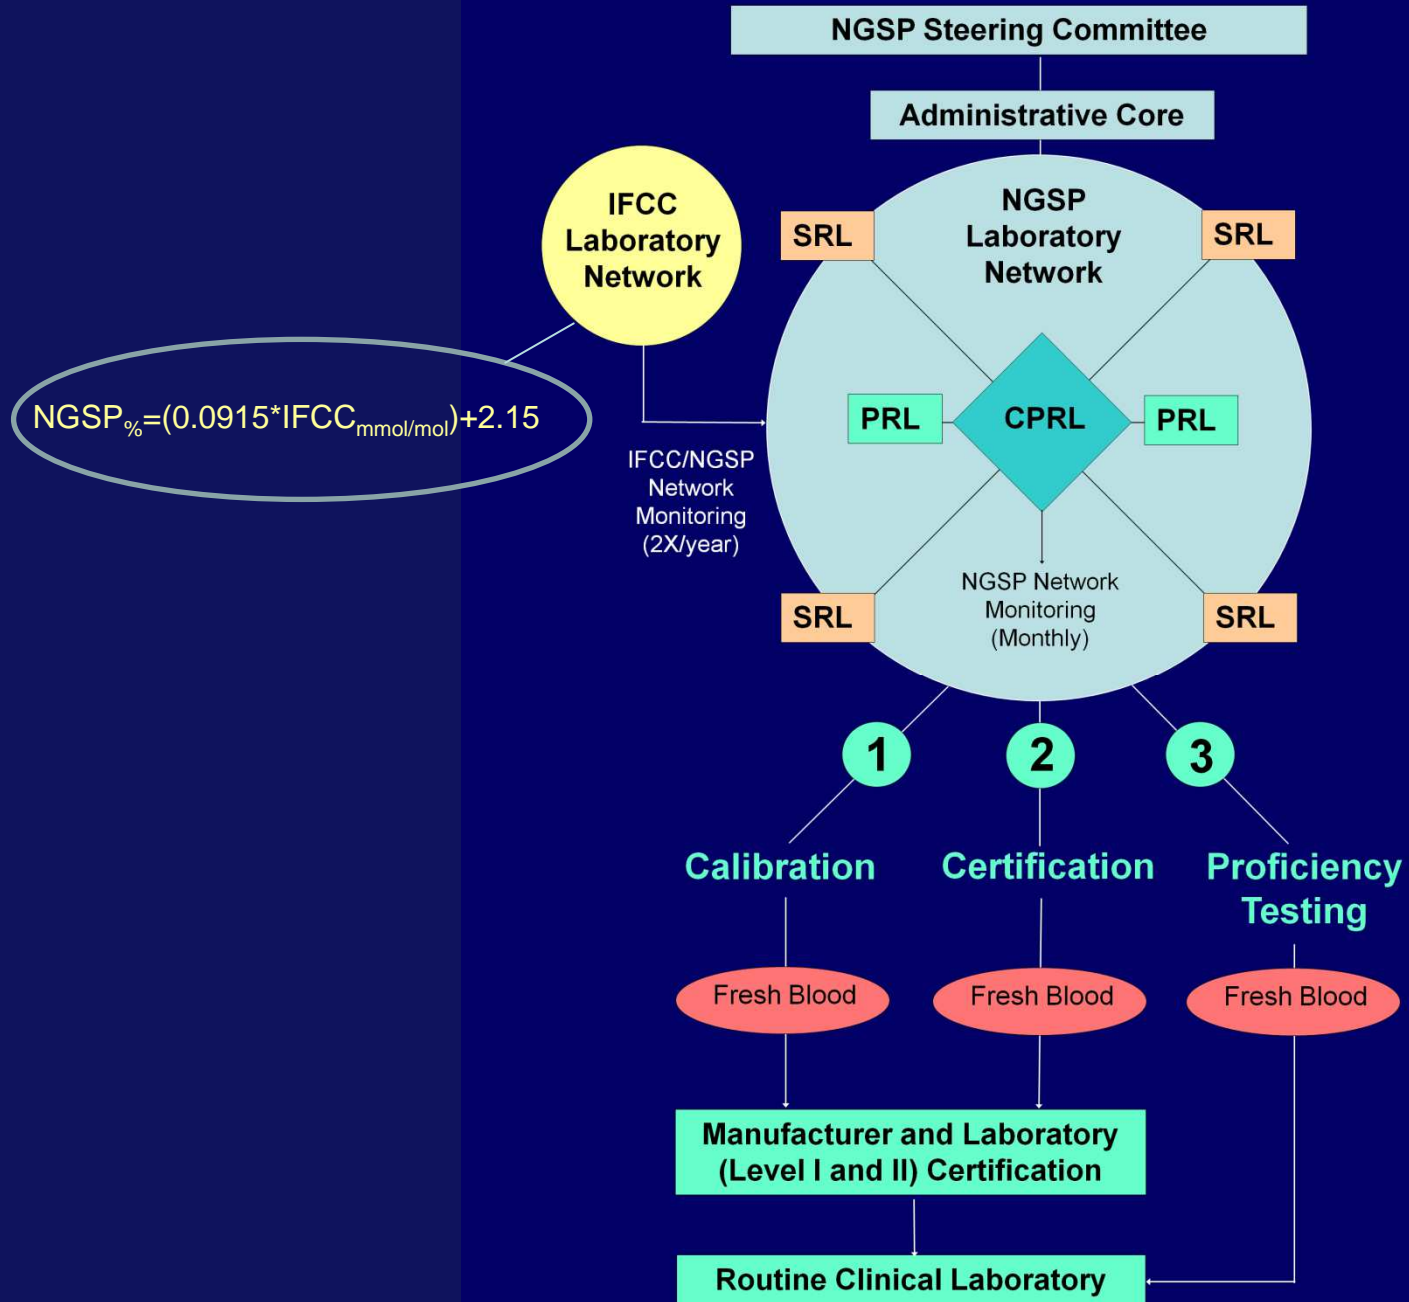 NGSP Steering Committee
Administrative Core
IFCC
Laboratory
Network
NGSP
Laboratory
Network
SRL
SRL
NGSP%=(0.0915*IFCCmmol/mol)+2.15
PRL
CPRL
PRL
IFCC/NGSP
Network
Monitoring
(2X/year)
NGSP Network
Monitoring
(Monthly)
SRL
SRL
1
2
3
Calibration
Certification
Proficiency
Testing
Fresh Blood
Fresh Blood
Fresh Blood
Manufacturer and Laboratory
(Level I and II) Certification
Routine Clinical Laboratory